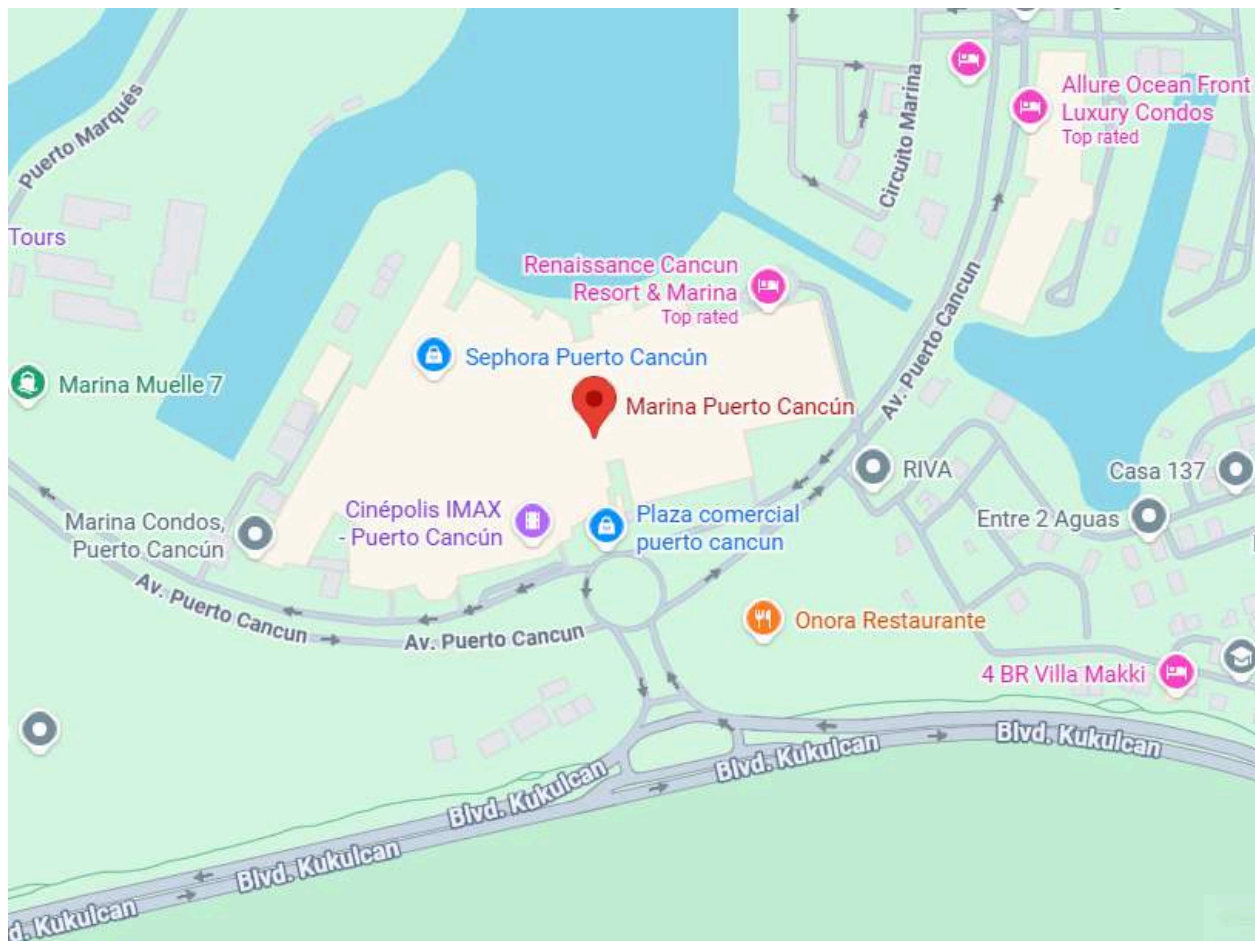 Puerto Marqués
Circuito Marina
Allure Ocean Front
Luxury Condos
Top rated
Tours
Renaissance Cancun
Resort & Marina
Top rated
Av. Puerto Cancun
Sephora Puerto Cancún
Marina Muelle 7
Marina Puerto Cancún
RIVA
Casa 137
Cinépolis IMAX
- Puerto Cancún
Plaza comercial
puerto cancun
Entre 2 Aguas
Marina Condos,
Puerto Cancún
Av. Puerto Cancun
Av. Puerto Cancun
Onora Restaurante
4 BR Villa Makki
Blvd. Kukulcan
Blvd. Kukulcan
Blvd. Kukulcan
Blvd. Kukulcan
d. Kukulcan